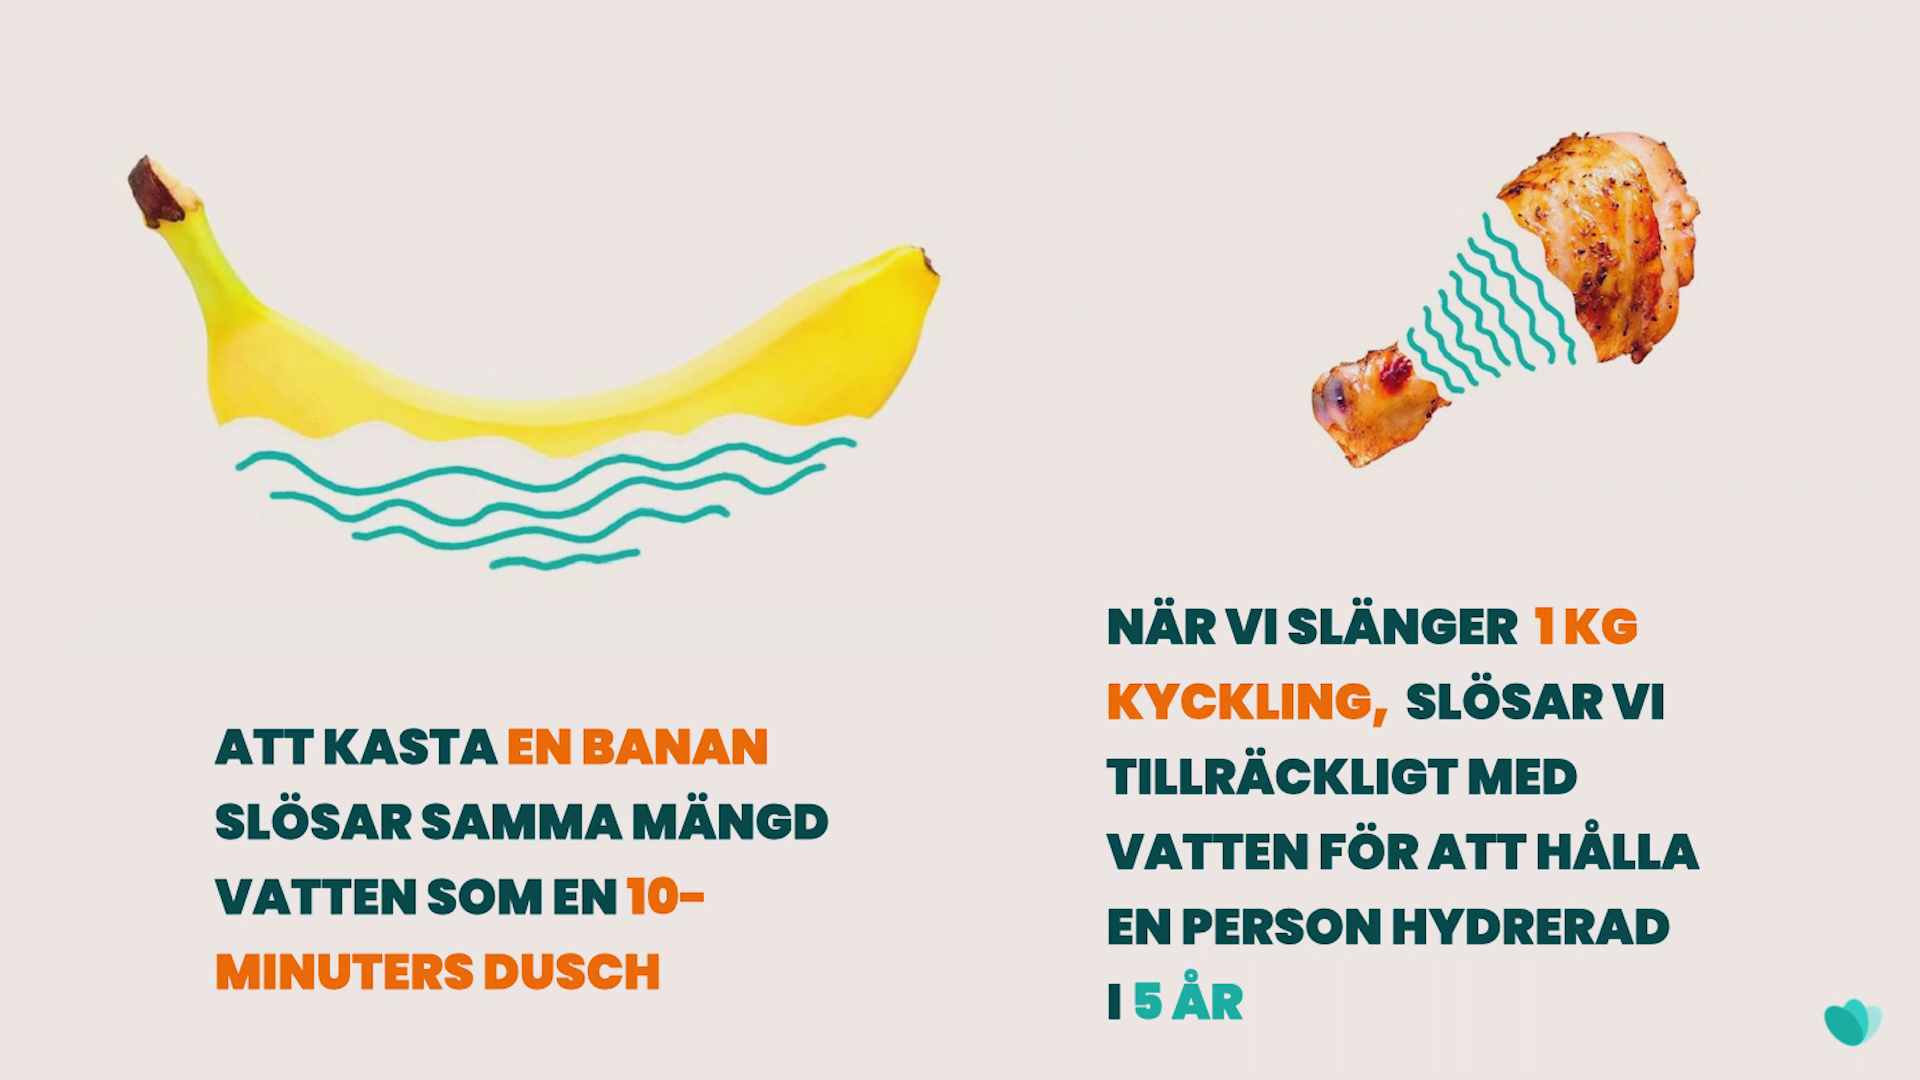 ATT KASTA EN BANAN
SLÖSAR SAMMA MÄNGD
VATTEN SOM EN 10-
MINUTERS DUSCH
NÄR VI SLÄNGER 1 KG
KYCKLING, SLÖSAR VI
TILLRÄCKLIGT MED
VATTEN FÖR ATT HÅLLA
EN PERSON HYDRERAD
I 5 ÅR